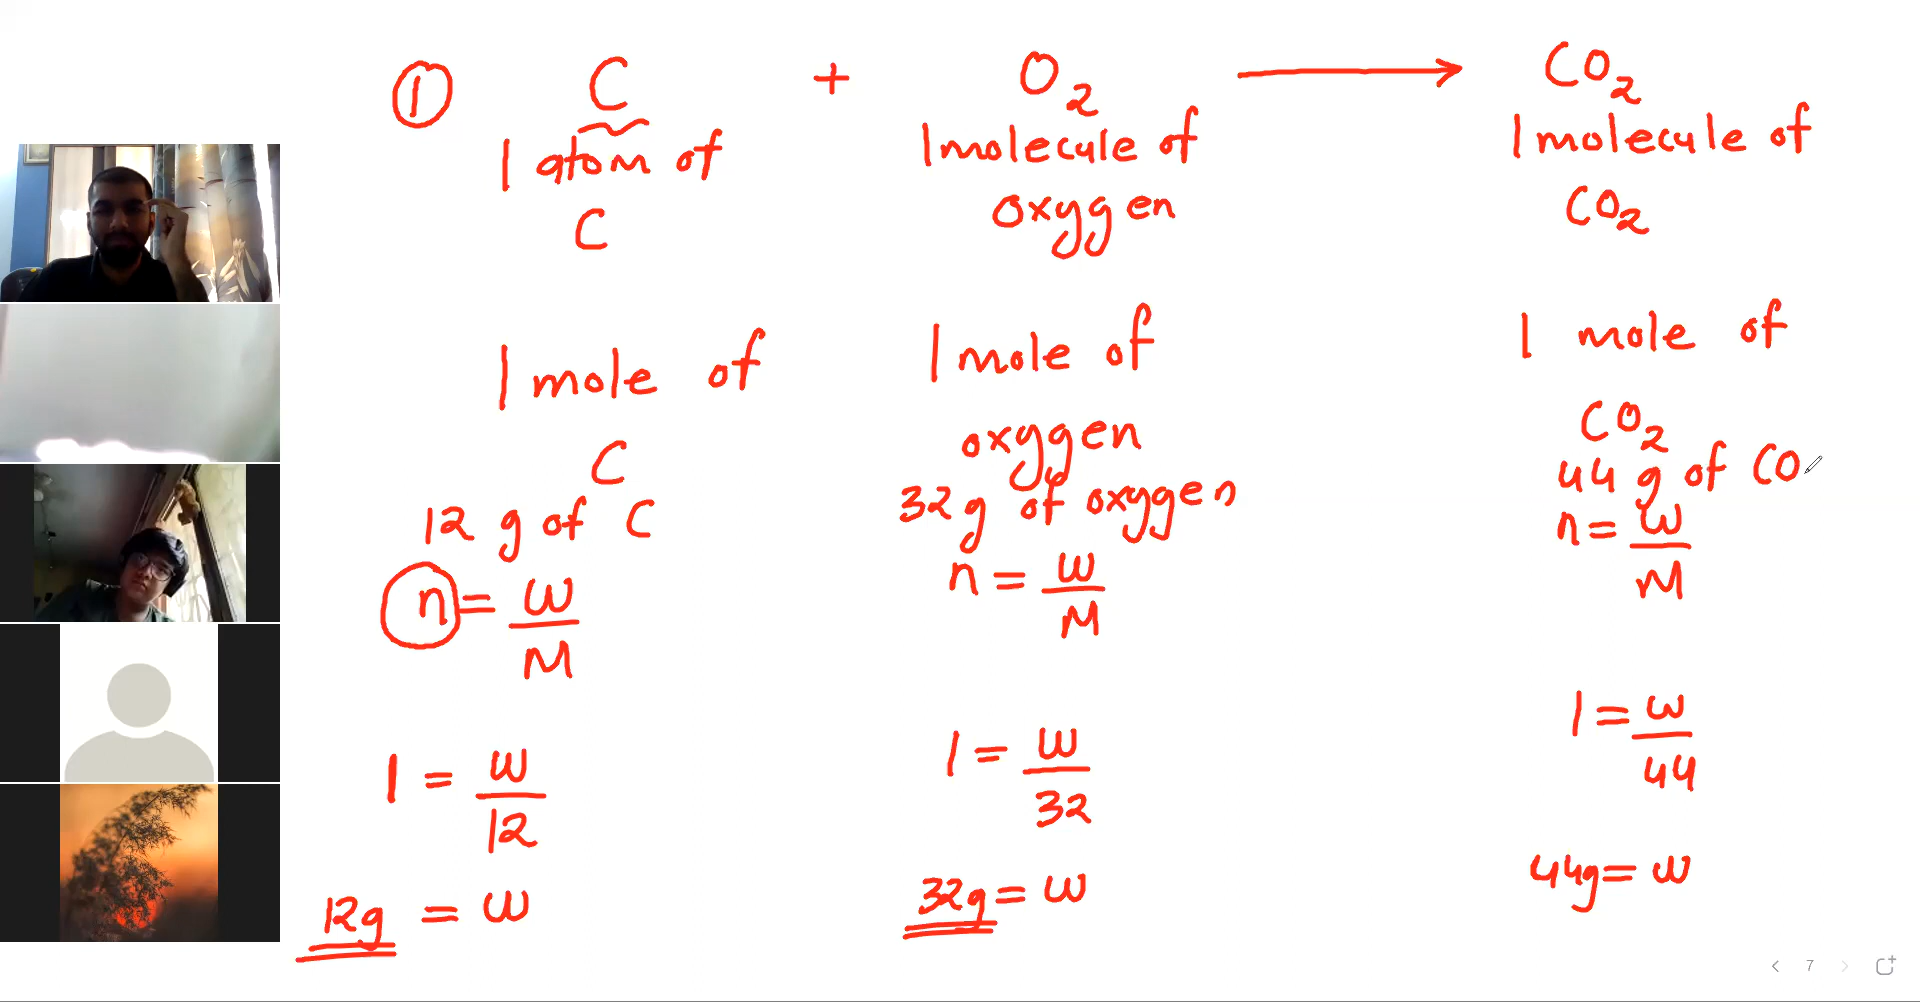 ① C + O₂ → CO₂
1 atom of
C
1 molecule of
oxygen
1 molecule of
CO₂
1 mole of
C
12 g of C
n = w/M
1 = w/12
12g = w
1 mole of
oxygen
32g of oxygen
n = w/M
1 = w/32
32g = w
1 mole of
CO₂
44 g of CO
n = w/M
1 = w/44
44g = w
7